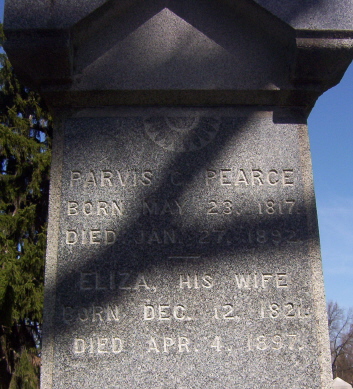 PARVIS C. PEARCE
BORN MAY 23. 1817.
DIED JAN. 27. 1892.
ELIZA, HIS WIFE
BORN DEC. 12. 1821.
DIED APR. 4. 1897.